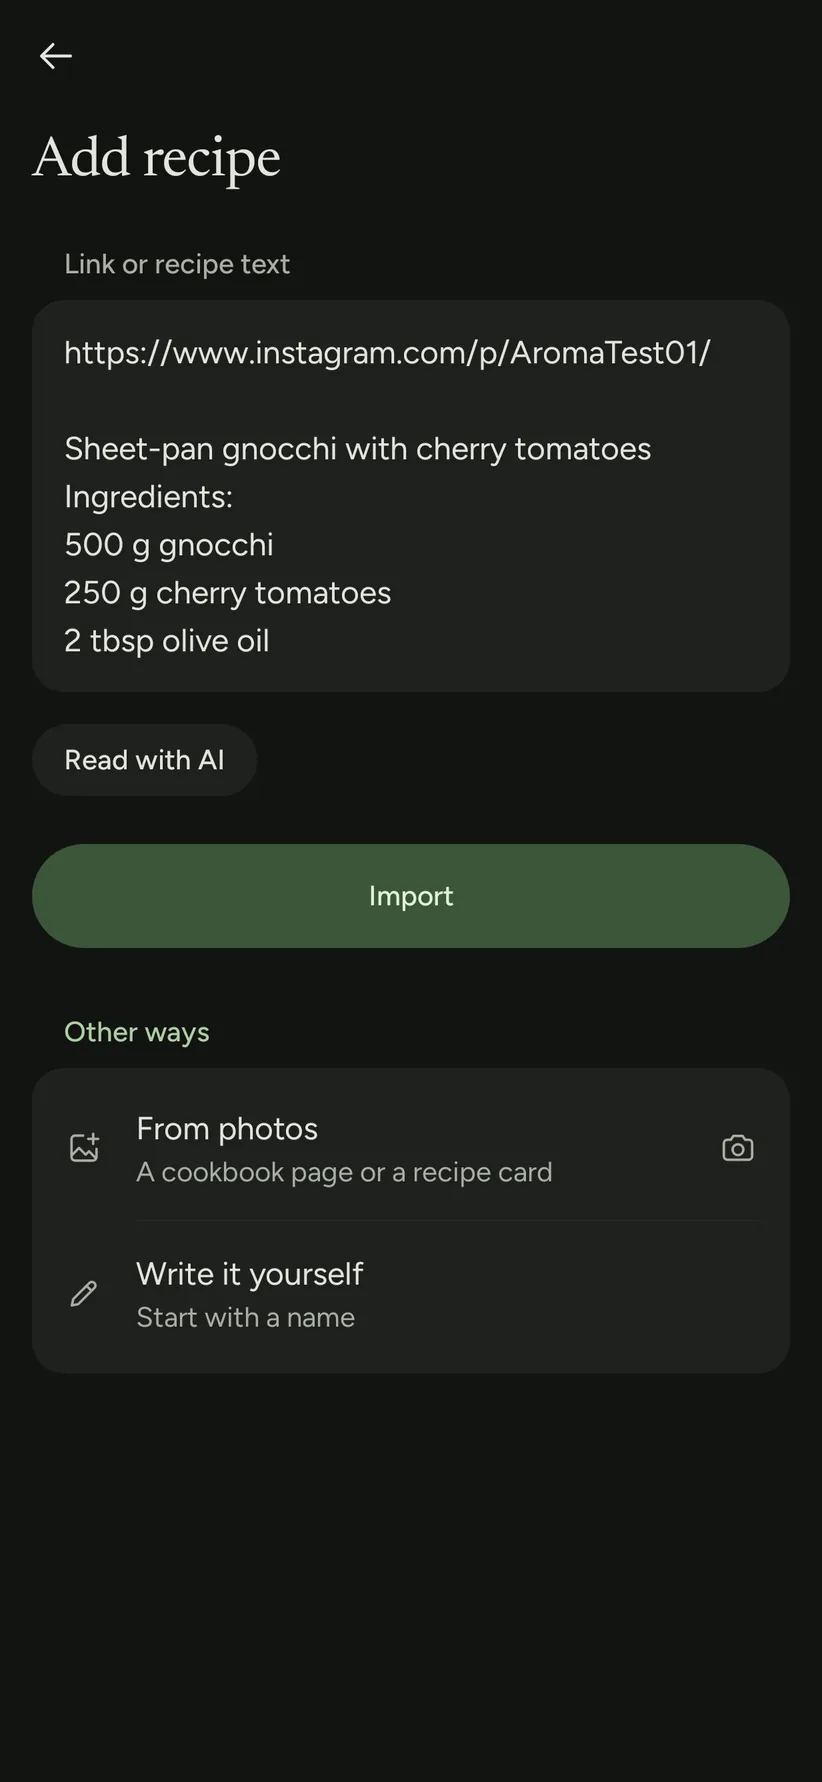 Add recipe
Link or recipe text
https://www.instagram.com/p/AromaTest01/
Sheet-pan gnocchi with cherry tomatoes
Ingredients:
500 g gnocchi
250 g cherry tomatoes
2 tbsp olive oil
Read with AI
Import
Other ways
From photos
A cookbook page or a recipe card
Write it yourself
Start with a name